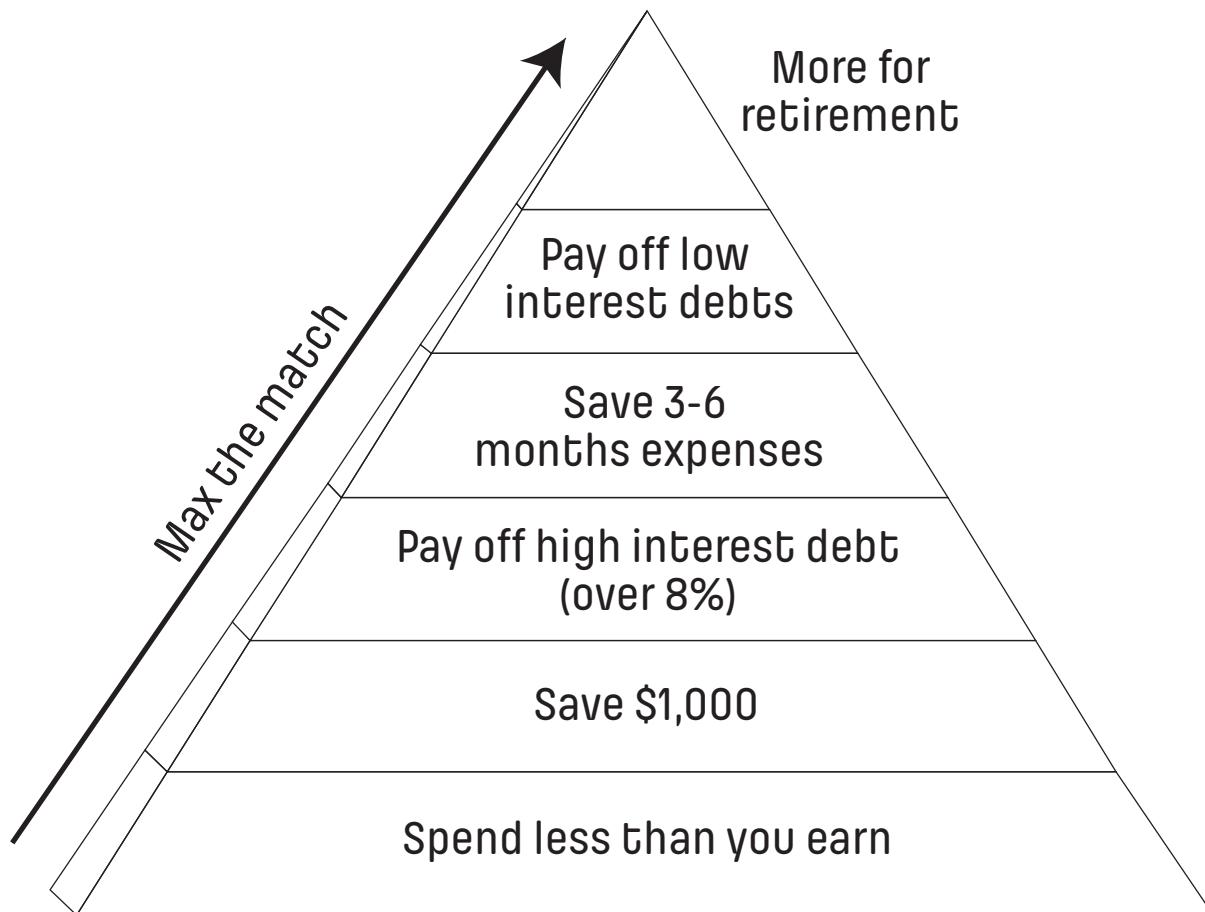 More for
retirement
Pay off low
interest debts
Save 3-6
months expenses
Pay off high interest debt
(over 8%)
Save $1,000
Spend less than you earn
Max the match